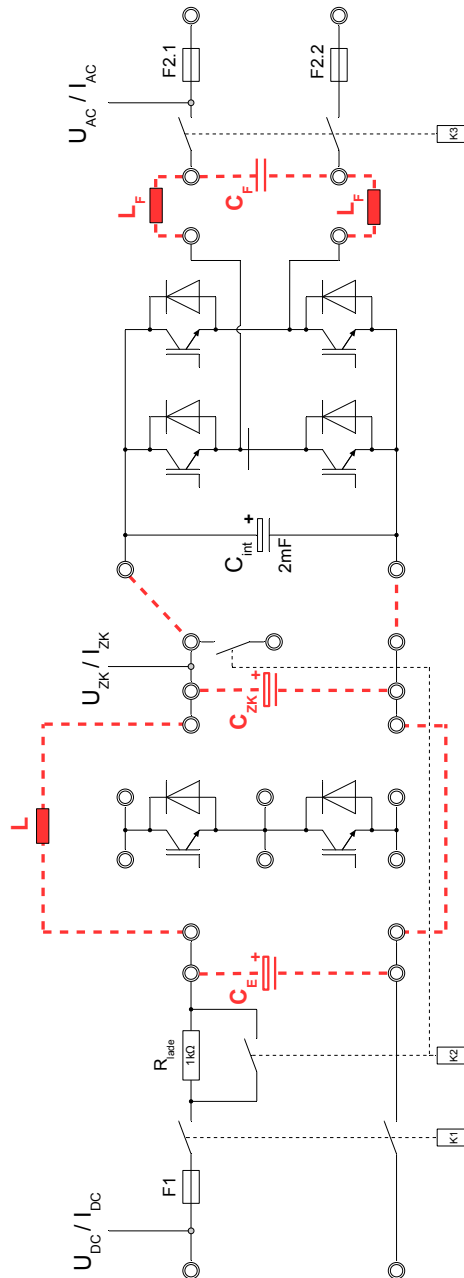 U_DC / I_DC
F1
K1
R_lade
1kΩ
K2
C_E
+
L
C_ZK
+
U_ZK / I_ZK
C_int
+
2mF
L_F
C_F
L_F
U_AC / I_AC
F2.1
F2.2
K3